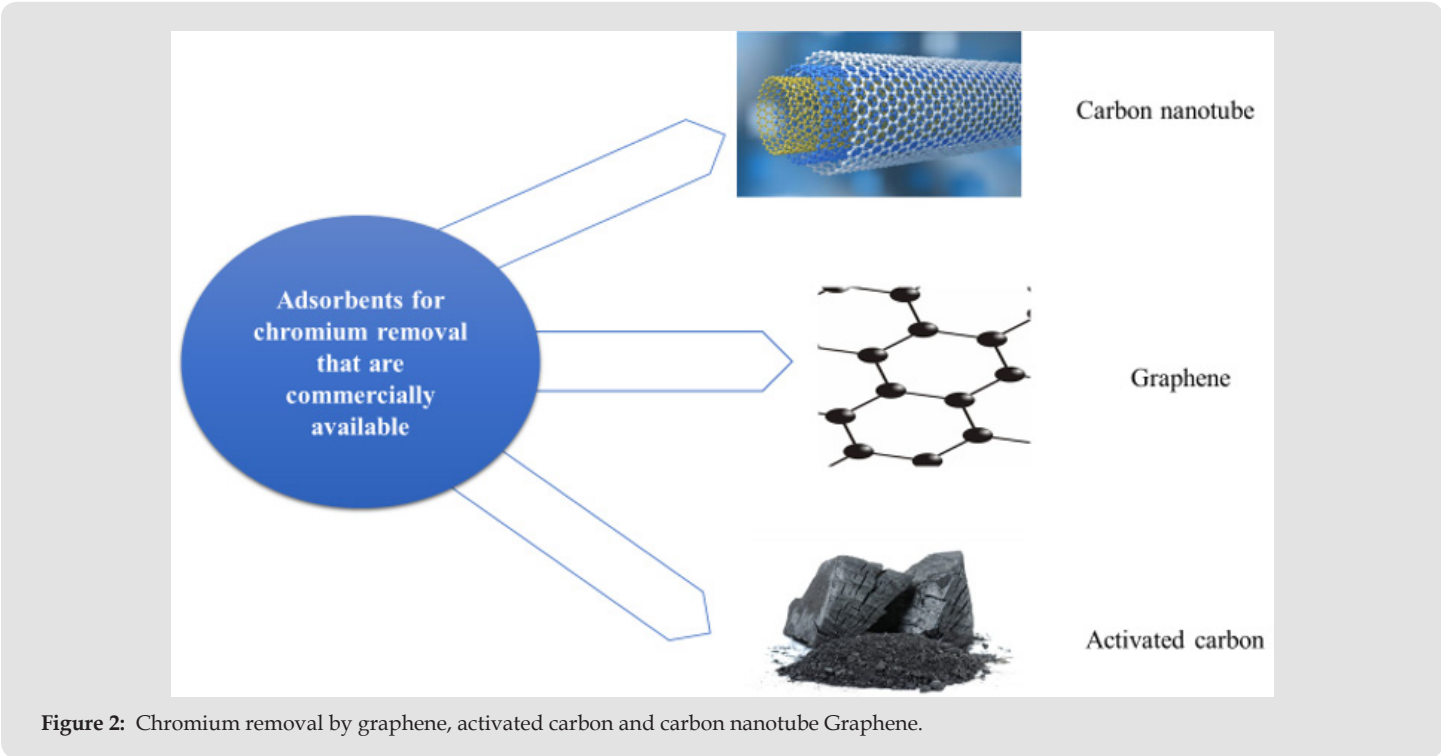 Carbon nanotube
Adsorbents for
chromium removal
that are
commercially
available
Graphene
Activated carbon
Figure 2: Chromium removal by graphene, activated carbon and carbon nanotube Graphene.